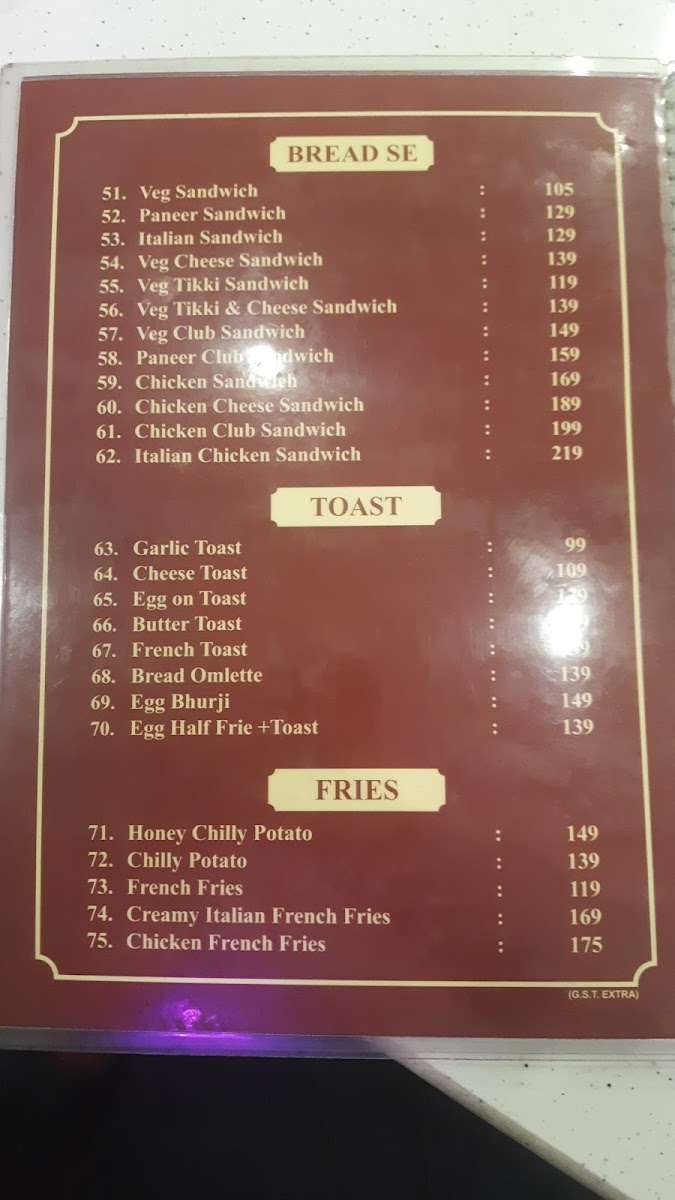 BREAD SE
51. Veg Sandwich : 105
52. Paneer Sandwich : 129
53. Italian Sandwich : 129
54. Veg Cheese Sandwich : 139
55. Veg Tikki Sandwich : 119
56. Veg Tikki & Cheese Sandwich : 139
57. Veg Club Sandwich : 149
58. Paneer Club Sandwich : 159
59. Chicken Sandwich : 169
60. Chicken Cheese Sandwich : 189
61. Chicken Club Sandwich : 199
62. Italian Chicken Sandwich : 219
TOAST
63. Garlic Toast : 99
64. Cheese Toast : 109
65. Egg on Toast :
66. Butter Toast :
67. French Toast :
68. Bread Omlette : 139
69. Egg Bhurji : 149
70. Egg Half Frie +Toast : 139
FRIES
71. Honey Chilly Potato : 149
72. Chilly Potato : 139
73. French Fries : 119
74. Creamy Italian French Fries : 169
75. Chicken French Fries : 175
(G.S.T. EXTRA)